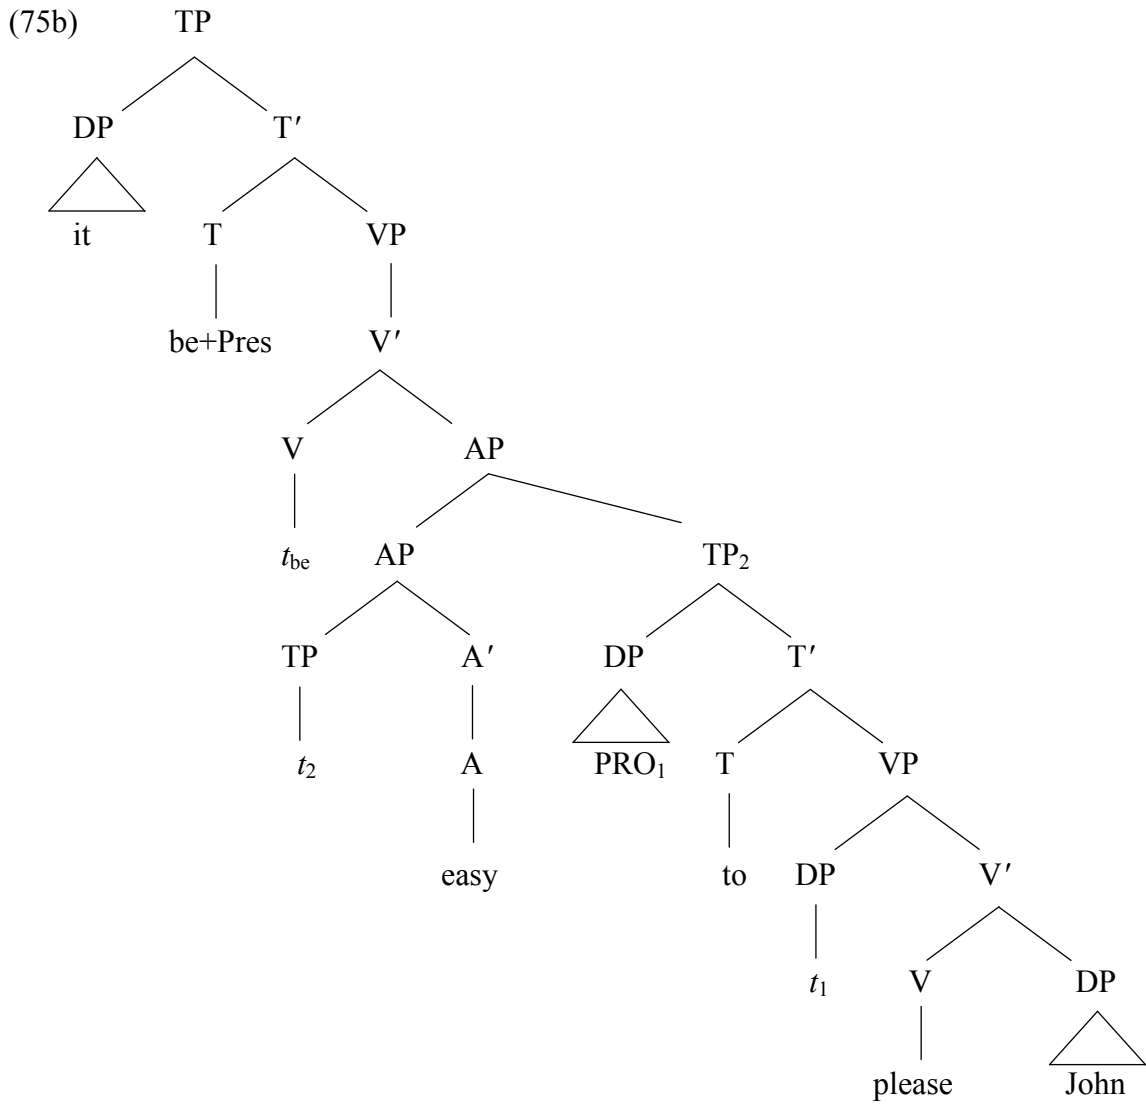 (75b) TP
DP T′
it T VP
be+Pres V′
V AP
t be AP TP2
TP A′ DP T′
t2 A PRO1 T VP
easy to DP V′
t1 V DP
please John